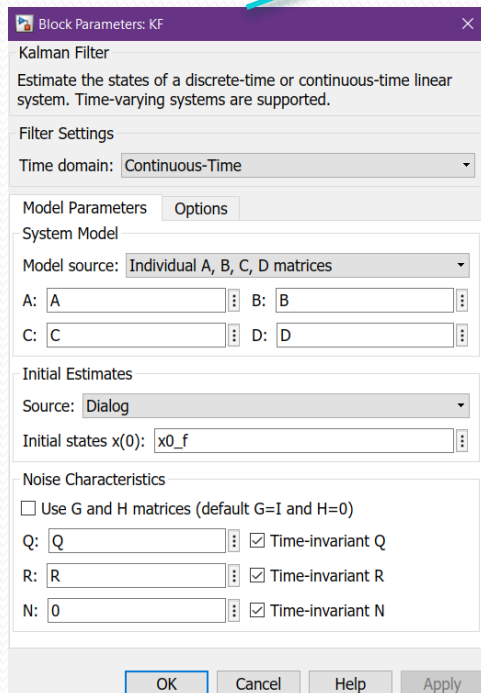 Block Parameters: KF
Kalman Filter
Estimate the states of a discrete-time or continuous-time linear
system. Time-varying systems are supported.
Filter Settings
Time domain: Continuous-Time
Model Parameters Options
System Model
Model source: Individual A, B, C, D matrices
A: A B: B
C: C D: D
Initial Estimates
Source: Dialog
Initial states x(0): x0_f
Noise Characteristics
Use G and H matrices (default G=I and H=0)
Q: Q Time-invariant Q
R: R Time-invariant R
N: 0 Time-invariant N
OK Cancel Help Apply